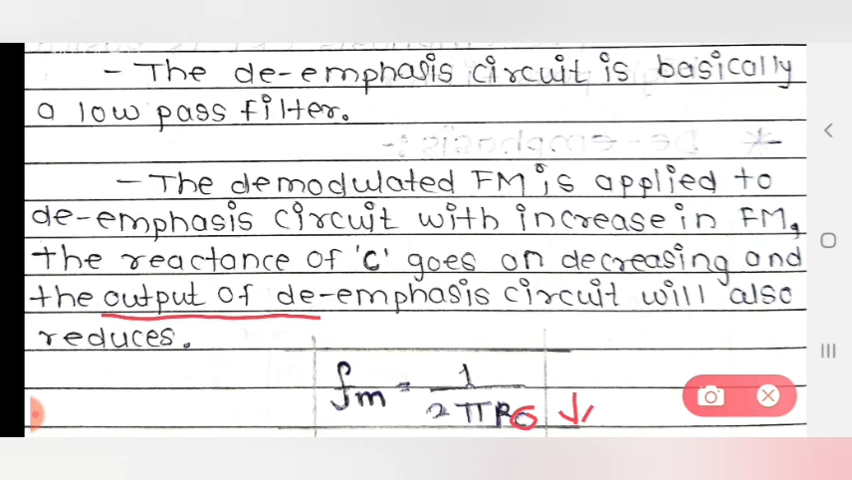 - The de-emphasis circuit is basically
a low pass filter.
* De-emphasis :-
- The demodulated FM is applied to
de-emphasis circuit with increase in FM,
the reactance of 'C' goes on decreasing and
the output of de-emphasis circuit will also
reduces.
fm = 1
2πRC ↓